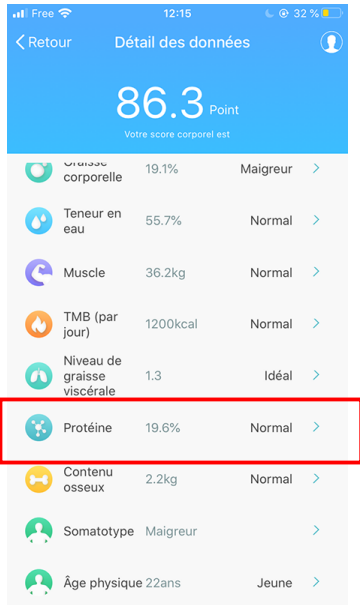 Free 12:15 32 %
Retour Détail des données
86.3 Point
Votre score corporel est
Graisse
corporelle 19.1% Maigreur
Teneur en
eau 55.7% Normal
Muscle 36.2kg Normal
TMB (par
jour) 1200kcal Normal
Niveau de
graisse
viscérale 1.3 Idéal
Protéine 19.6% Normal
Contenu
osseux 2.2kg Normal
Somatotype Maigreur
Âge physique 22ans Jeune